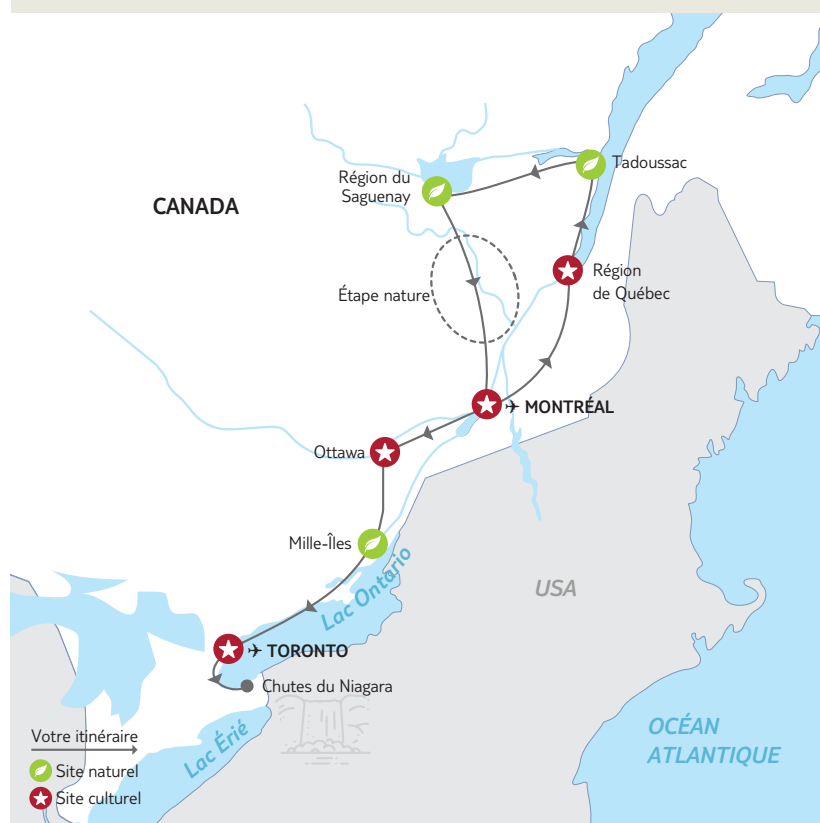 Tadoussac
Région du
Saguenay
CANADA
Région
de Québec
Étape nature
MONTRÉAL
Ottawa
Mille-Îles
Lac Ontario
USA
TORONTO
Chutes du Niagara
OCÉAN
ATLANTIQUE
Lac Érié
Votre itinéraire
Site naturel
Site culturel